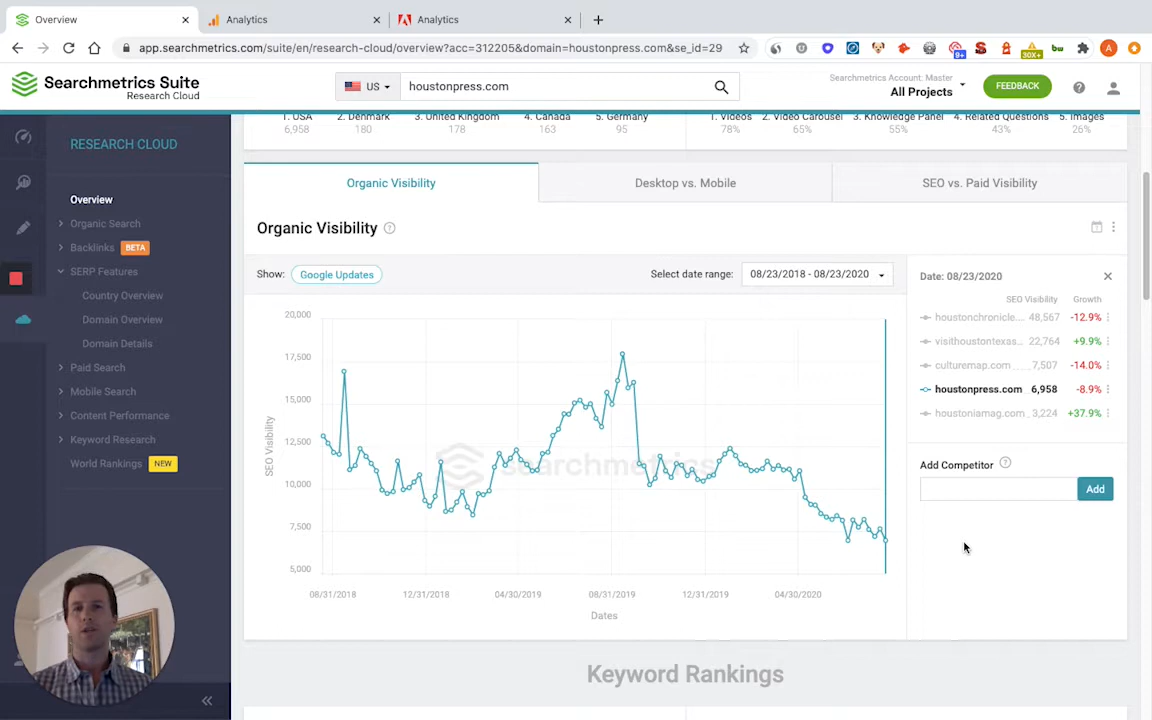 Overview
Analytics
Analytics
app.searchmetrics.com/suite/en/research-cloud/overview?acc=312205&domain=houstonpress.com&se_id=29
9+
30+
bw
A
Searchmetrics Suite
Research Cloud
US
houstonpress.com
Searchmetrics Account: Master
All Projects
FEEDBACK
RESEARCH CLOUD
Overview
Organic Search
Backlinks BETA
SERP Features
Country Overview
Domain Overview
Domain Details
Paid Search
Mobile Search
Content Performance
Keyword Research
World Rankings NEW
1. USA 2. Denmark 3. United Kingdom 4. Canada 5. Germany
6,958 180 178 163 95
1. Videos 2. Video Carousel 3. Knowledge Panel 4. Related Questions 5. Images
78% 65% 55% 43% 26%
Organic Visibility
Desktop vs. Mobile
SEO vs. Paid Visibility
Organic Visibility
Show: Google Updates
Select date range: 08/23/2018 - 08/23/2020
20,000
17,500
15,000
12,500
10,000
7,500
5,000
SEO Visibility
searchmetrics
08/31/2018 12/31/2018 04/30/2019 08/31/2019 12/31/2019 04/30/2020
Dates
Date: 08/23/2020
SEO Visibility Growth
houstonchronicle... 48,567 -12.9%
visithoustontexas... 22,764 +9.9%
culturemap.com 7,507 -14.0%
houstonpress.com 6,958 -8.9%
houstoniamag.com 3,224 +37.9%
Add Competitor
Add
Keyword Rankings